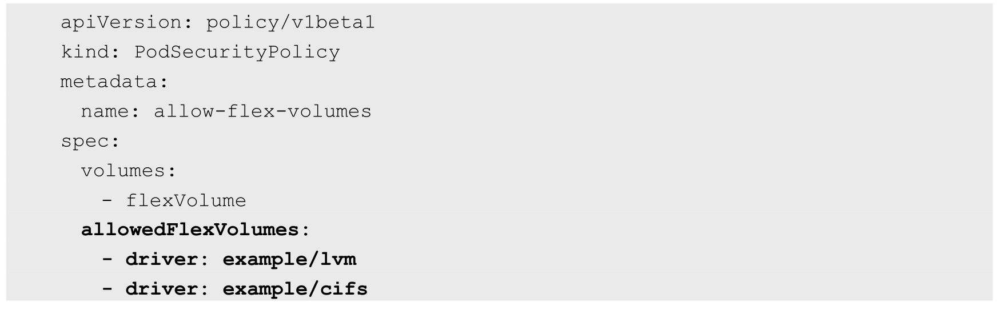 apiVersion: policy/v1beta1
kind: PodSecurityPolicy
metadata:
  name: allow-flex-volumes
spec:
  volumes:
    - flexVolume
  allowedFlexVolumes:
    - driver: example/lvm
    - driver: example/cifs